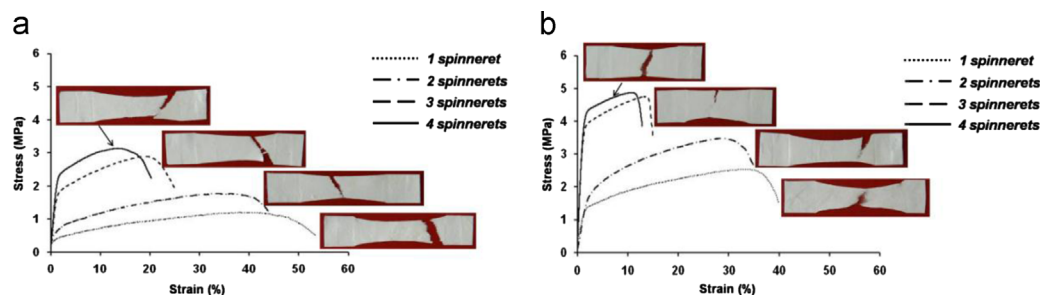 a
6
5
4
3
2
1
0
Stress (MPa)
0 10 20 30 40 50 60
Strain (%)
1 spinneret
2 spinnerets
3 spinnerets
4 spinnerets
b
6
5
4
3
2
1
0
Stress (MPa)
0 10 20 30 40 50 60
Strain (%)
1 spinneret
2 spinnerets
3 spinnerets
4 spinnerets